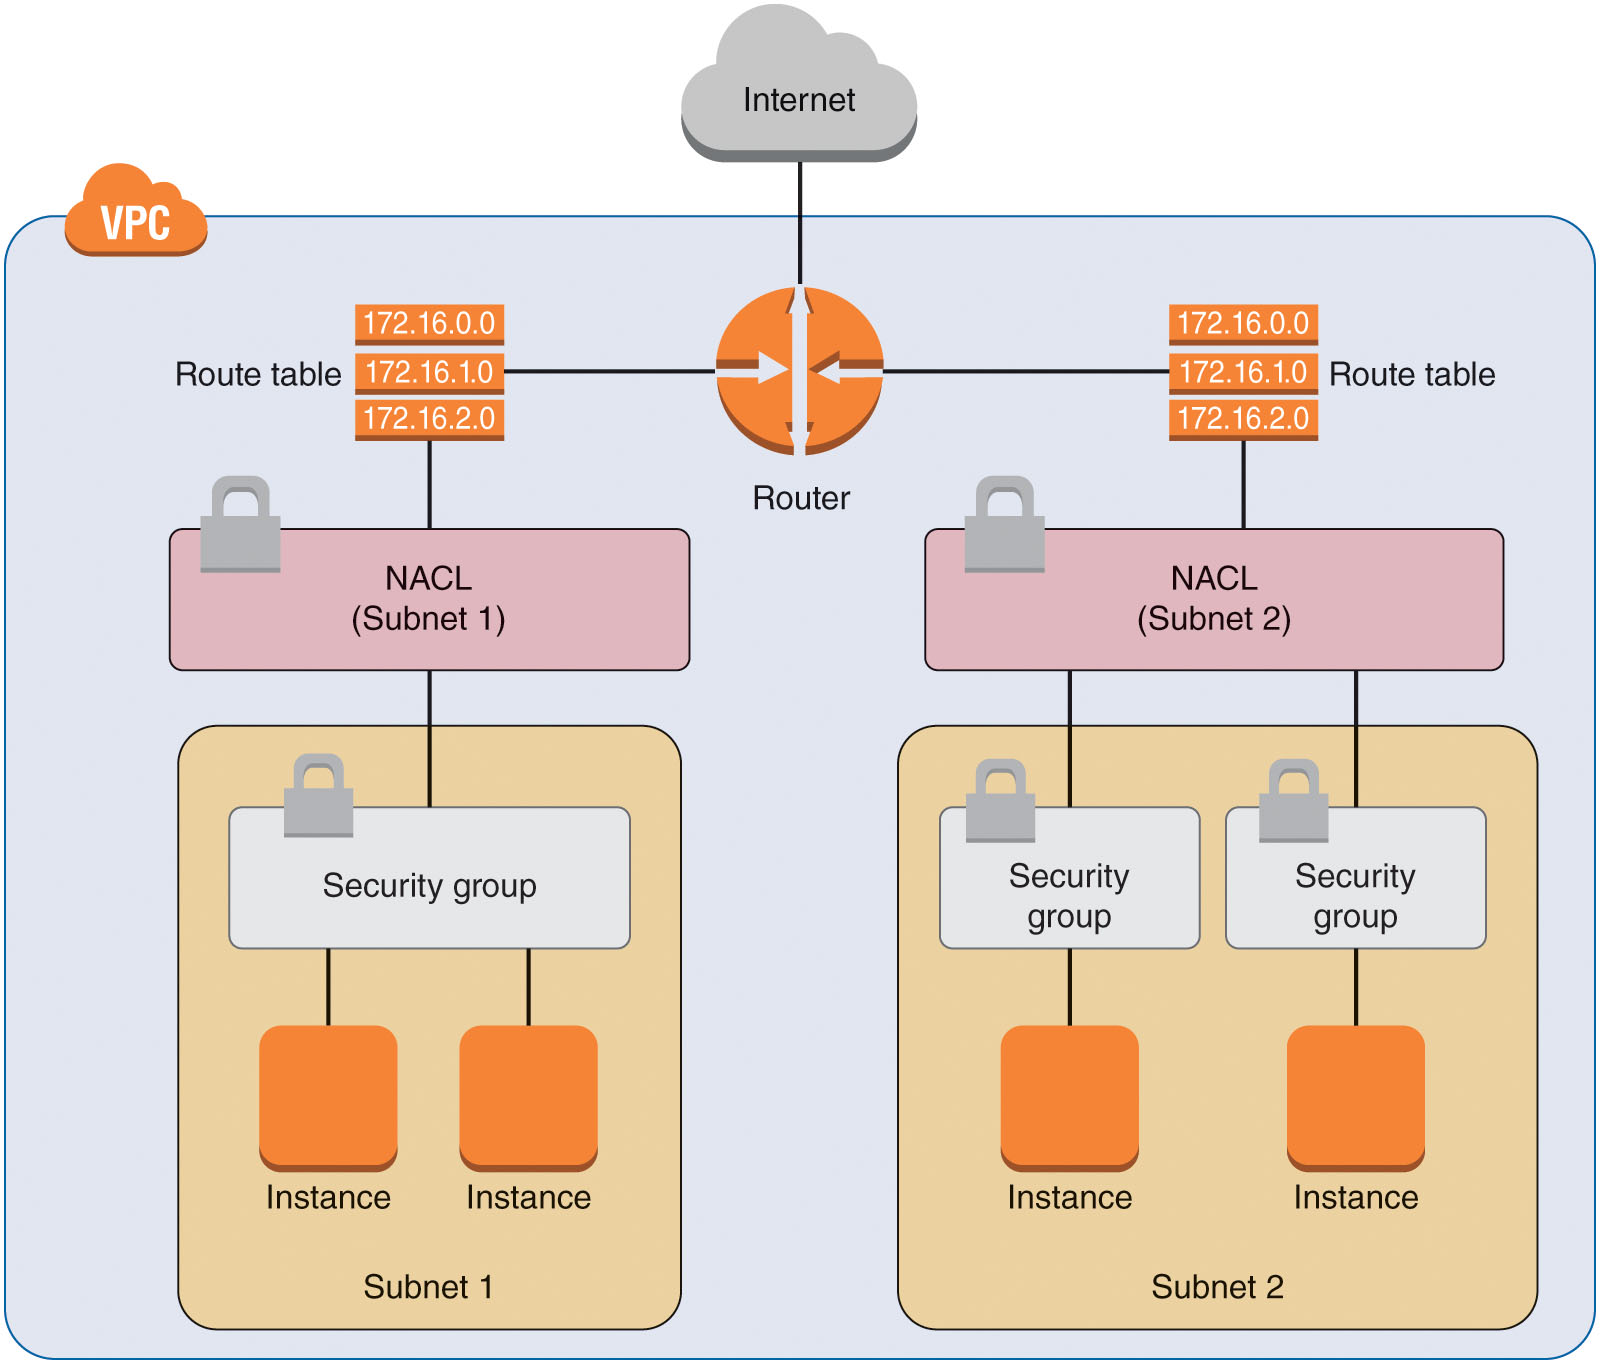 Internet
VPC
172.16.0.0
Route table
172.16.1.0
172.16.2.0
Router
172.16.0.0
172.16.1.0
Route table
172.16.2.0
NACL
(Subnet 1)
NACL
(Subnet 2)
Security group
Instance
Instance
Subnet 1
Security
group
Security
group
Instance
Instance
Subnet 2